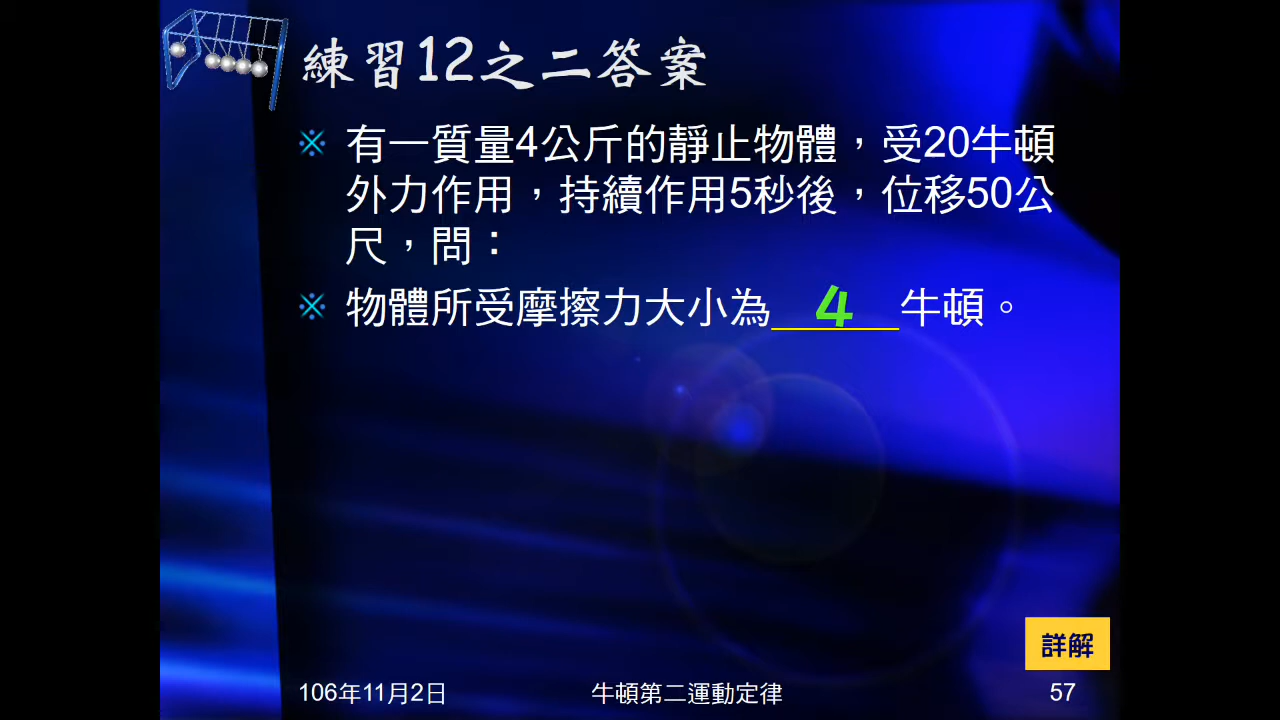 練習12之二答案
※ 有一質量4公斤的靜止物體，受20牛頓
外力作用，持續作用5秒後，位移50公
尺，問：
※ 物體所受摩擦力大小為4牛頓。
詳解
106年11月2日 牛頓第二運動定律 57